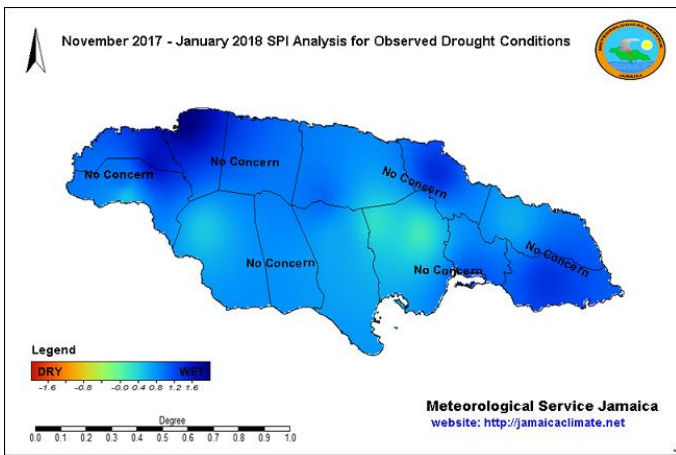 November 2017 - January 2018 SPI Analysis for Observed Drought Conditions
METEOROLOGICAL SERVICE
JAMAICA
No Concern
No Concern
No Concern
No Concern
No Concern
No Concern
Legend
DRY WET
-1.6 -0.8 -0.0 0.4 0.8 1.2 1.6
Degree
0.0 0.1 0.2 0.3 0.4 0.5 0.6 0.7 0.8 0.9 1.0
Meteorological Service Jamaica
website: http://jamaicaclimate.net